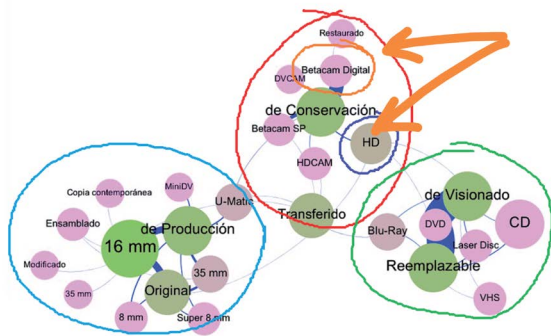 Restaurado
Betacam Digital
DVCAM
de Conservación
Betacam SP
HD
HDCAM
MiniDV
Copia contemporánea
U-Matic
de Visionado
Transferido
Ensamblado
de Producción
Blu-Ray
DVD
CD
16 mm
Laser Disc
Modificado
35 mm
Reemplazable
Original
35 mm
VHS
8 mm
Super 8 mm